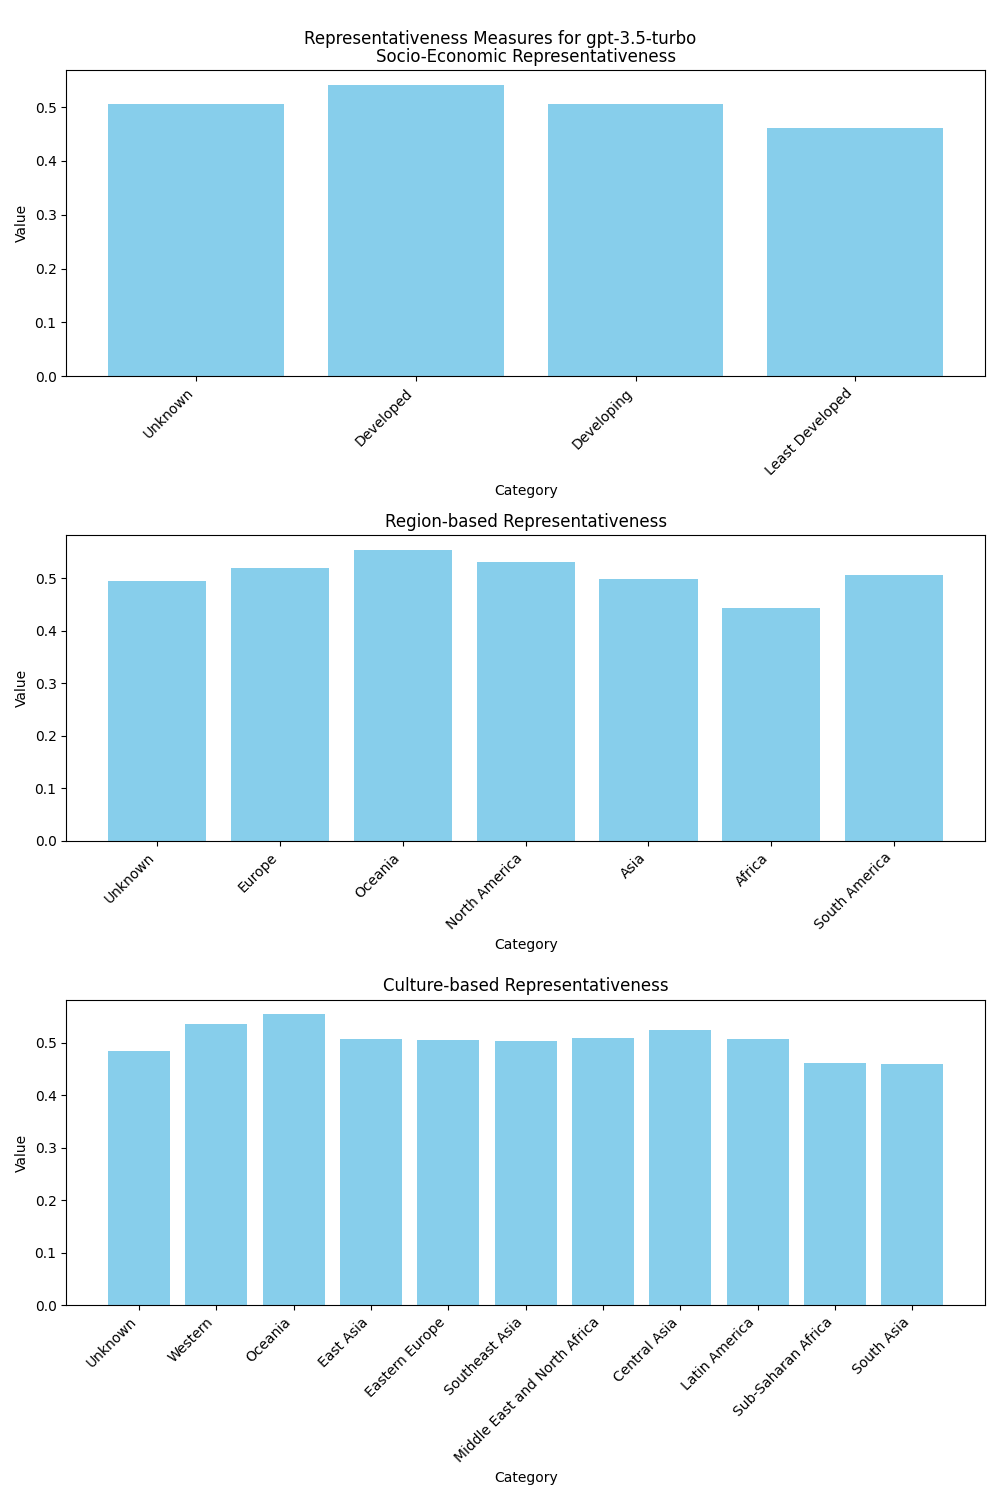 Representativeness Measures for gpt-3.5-turbo
Socio-Economic Representativeness
0.5
0.4
0.3
0.2
0.1
0.0
Value
Unknown
Developed
Developing
Least Developed
Category
Region-based Representativeness
0.5
0.4
0.3
0.2
0.1
0.0
Value
Unknown
Europe
Oceania
North America
Asia
Africa
South America
Category
Culture-based Representativeness
0.5
0.4
0.3
0.2
0.1
0.0
Value
Unknown
Western
Oceania
East Asia
Eastern Europe
Southeast Asia
Middle East and North Africa
Central Asia
Latin America
Sub-Saharan Africa
South Asia
Category